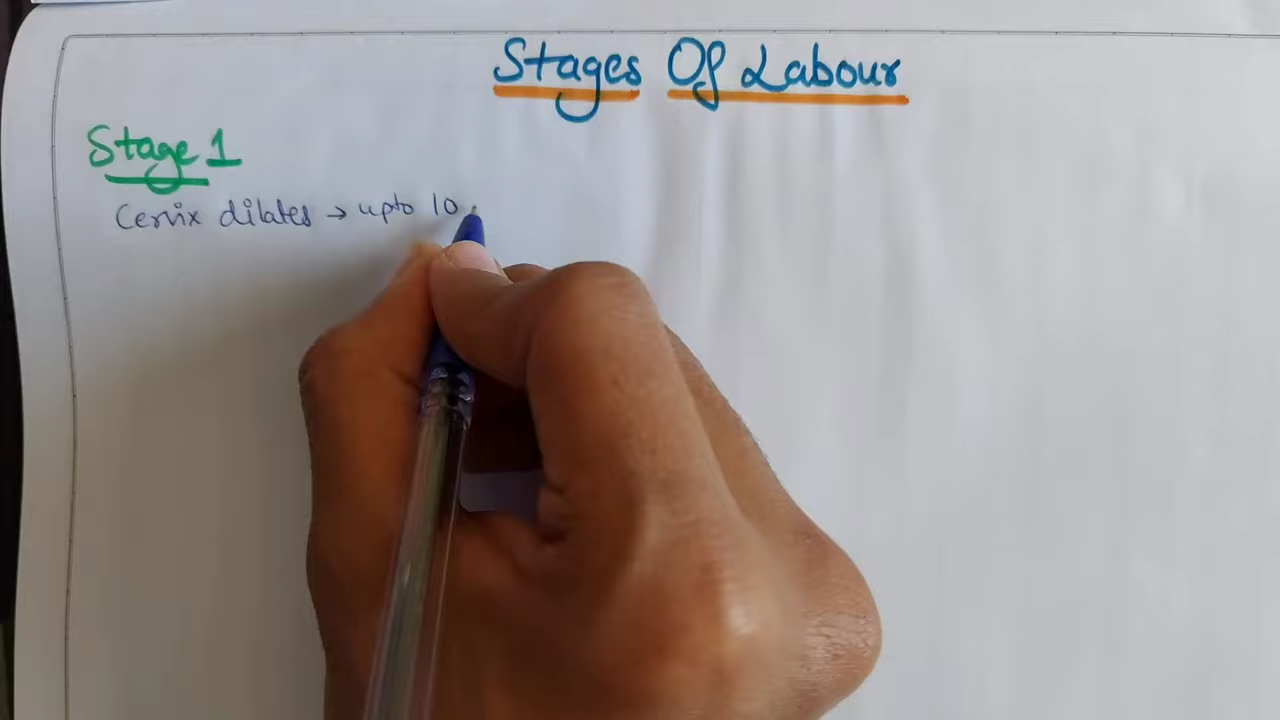 Stages Of Labour
Stage 1
Cervix dilates → upto 10